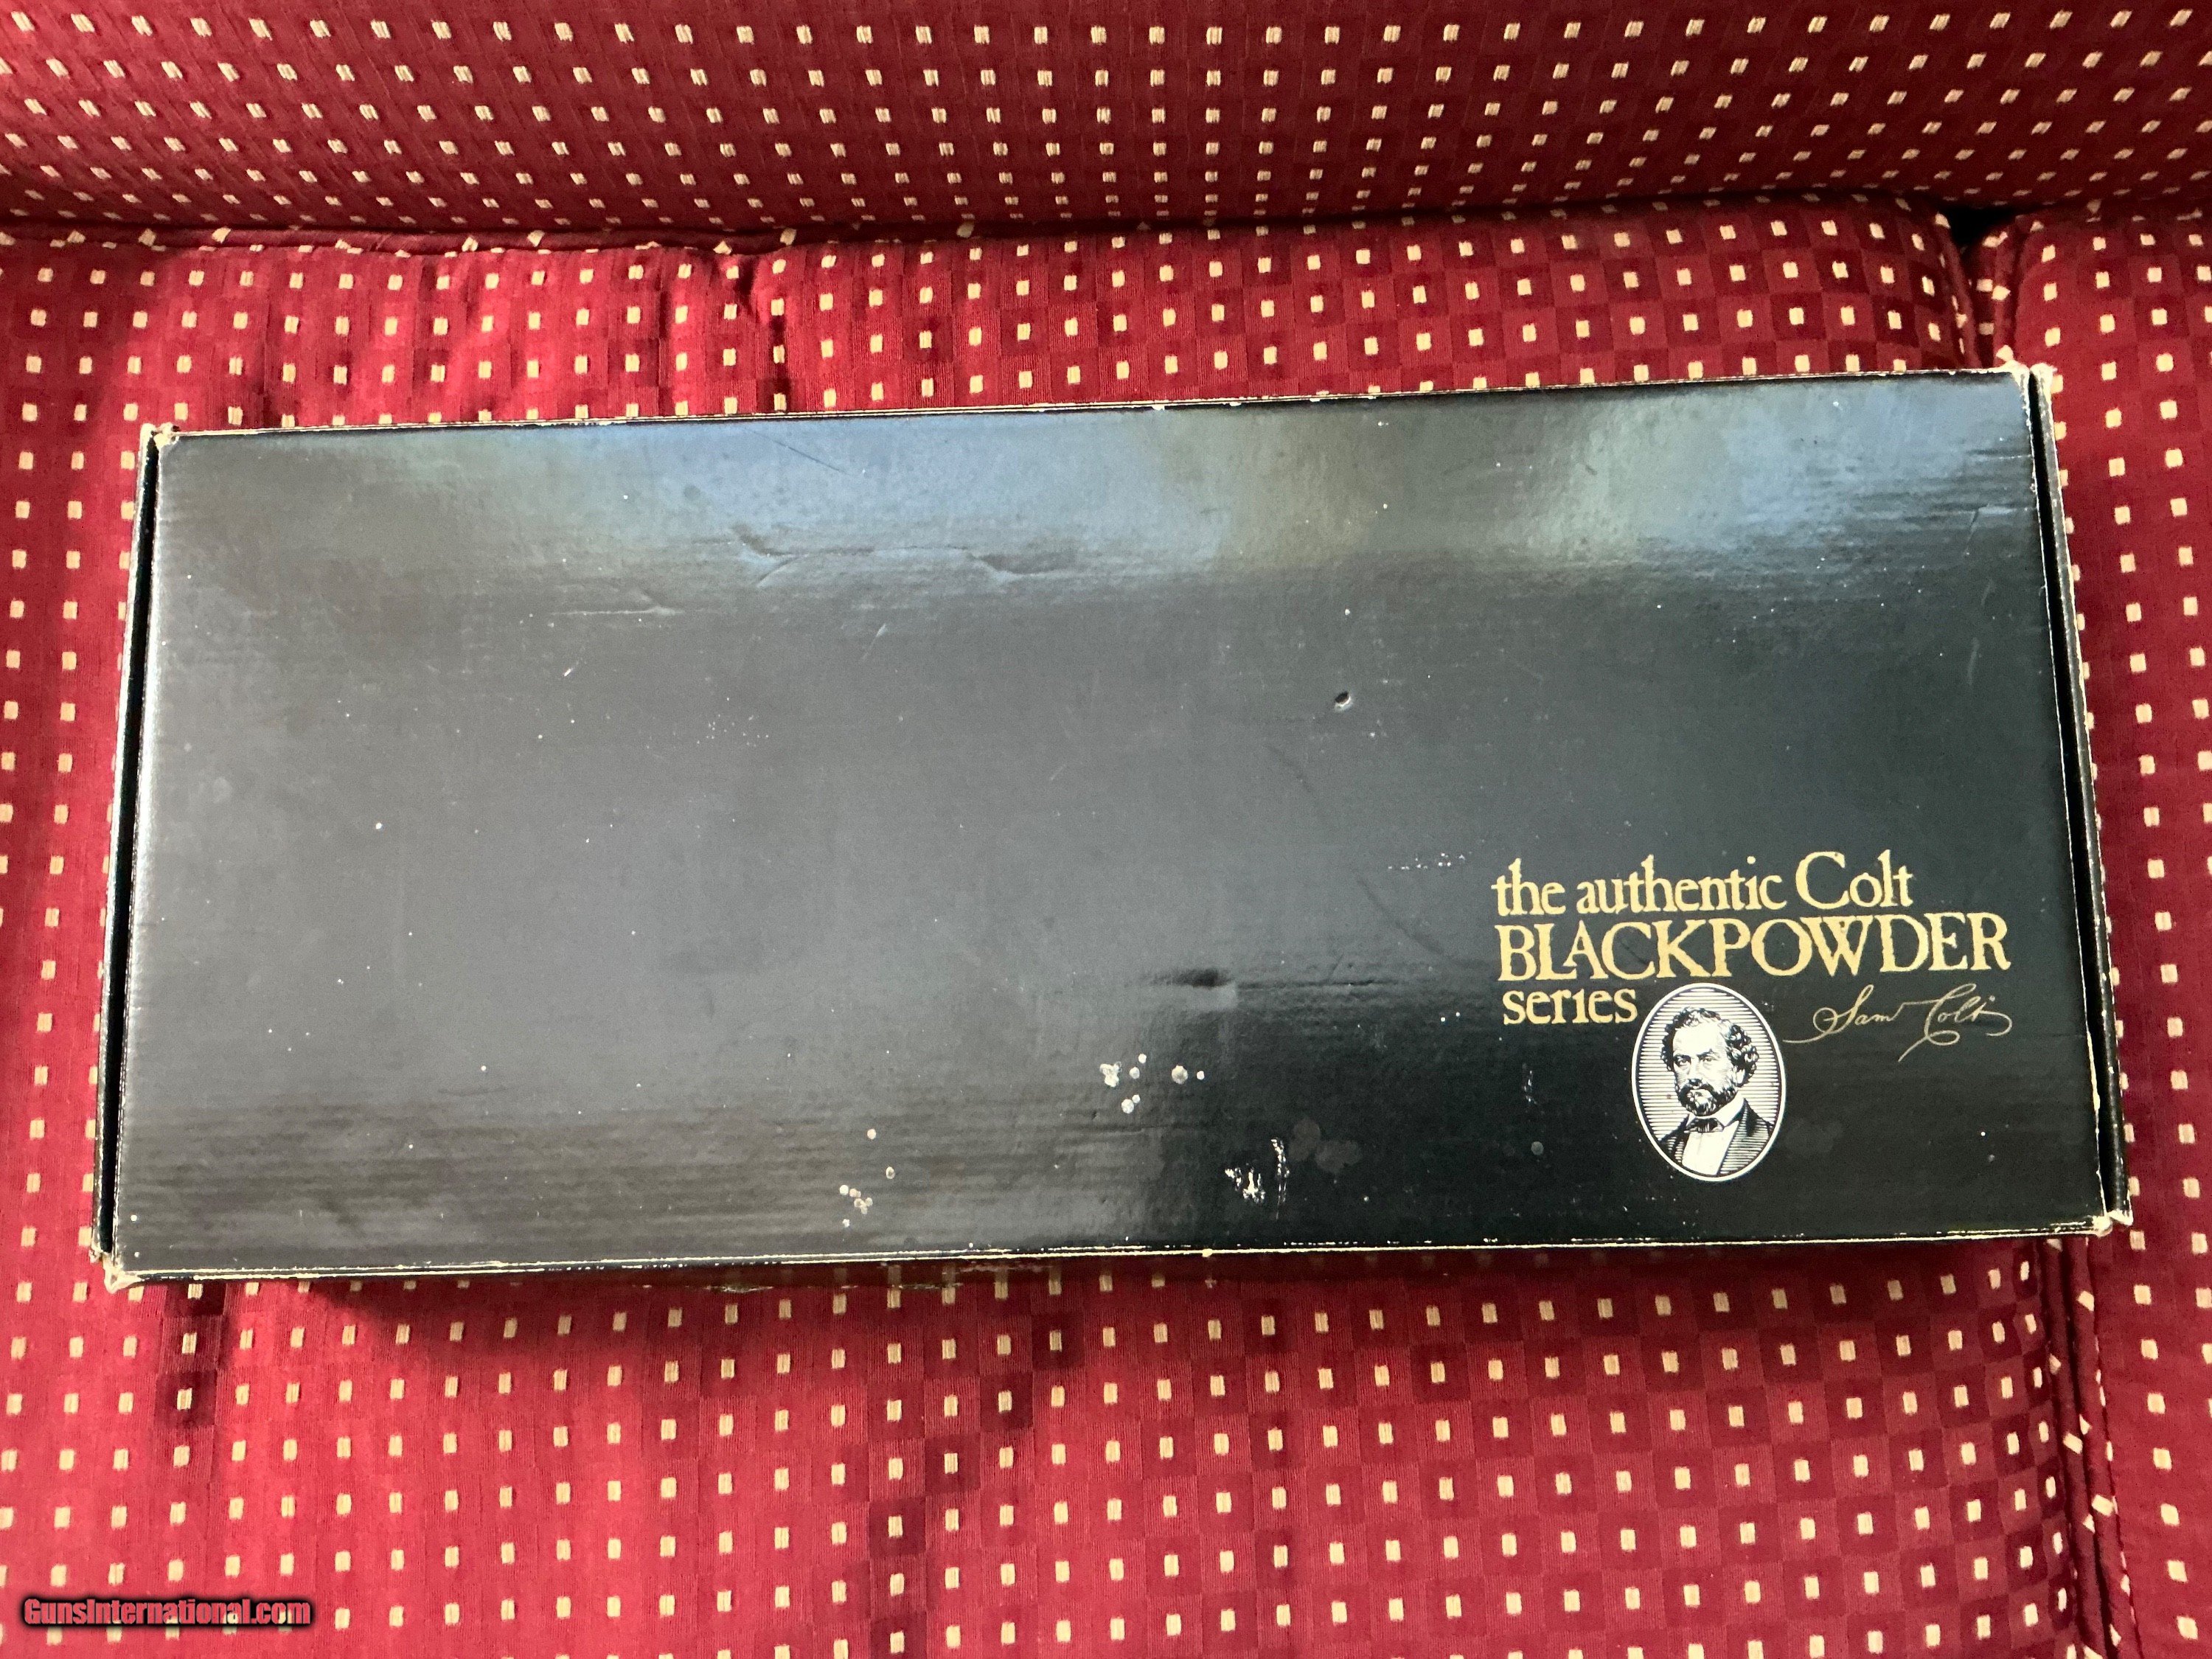 the authentic Colt
BLACKPOWDER
series
Sam Colt
GunsInternational.com